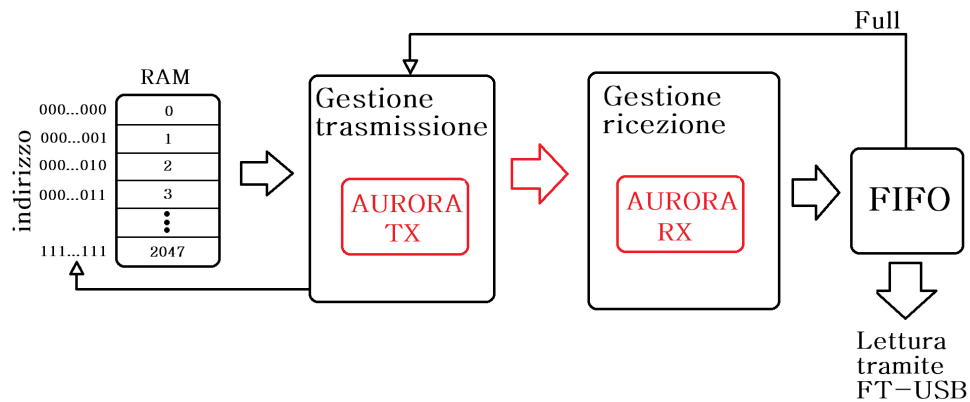 Full
RAM
indirizzo
000...000 0
000...001 1
000...010 2
000...011 3
111...111 2047
Gestione
trasmissione
AURORA
TX
Gestione
ricezione
AURORA
RX
FIFO
Lettura
tramite
FT-USB